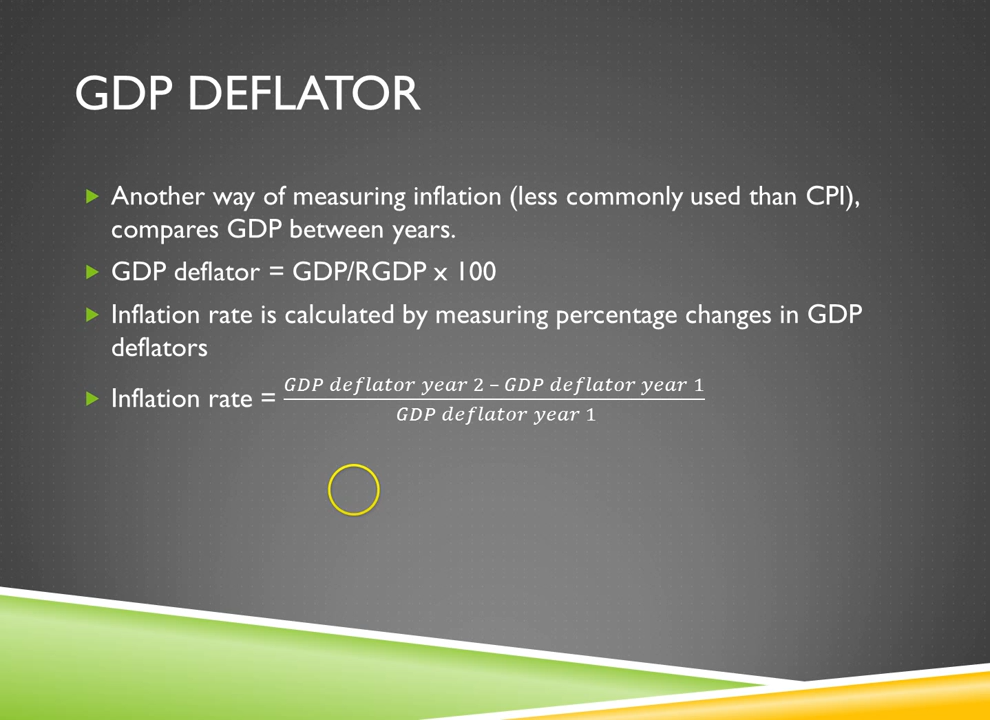 GDP DEFLATOR
Another way of measuring inflation (less commonly used than CPI),
compares GDP between years.
GDP deflator = GDP/RGDP x 100
Inflation rate is calculated by measuring percentage changes in GDP
deflators
Inflation rate = (GDP deflator year 2 – GDP deflator year 1) / (GDP deflator year 1)